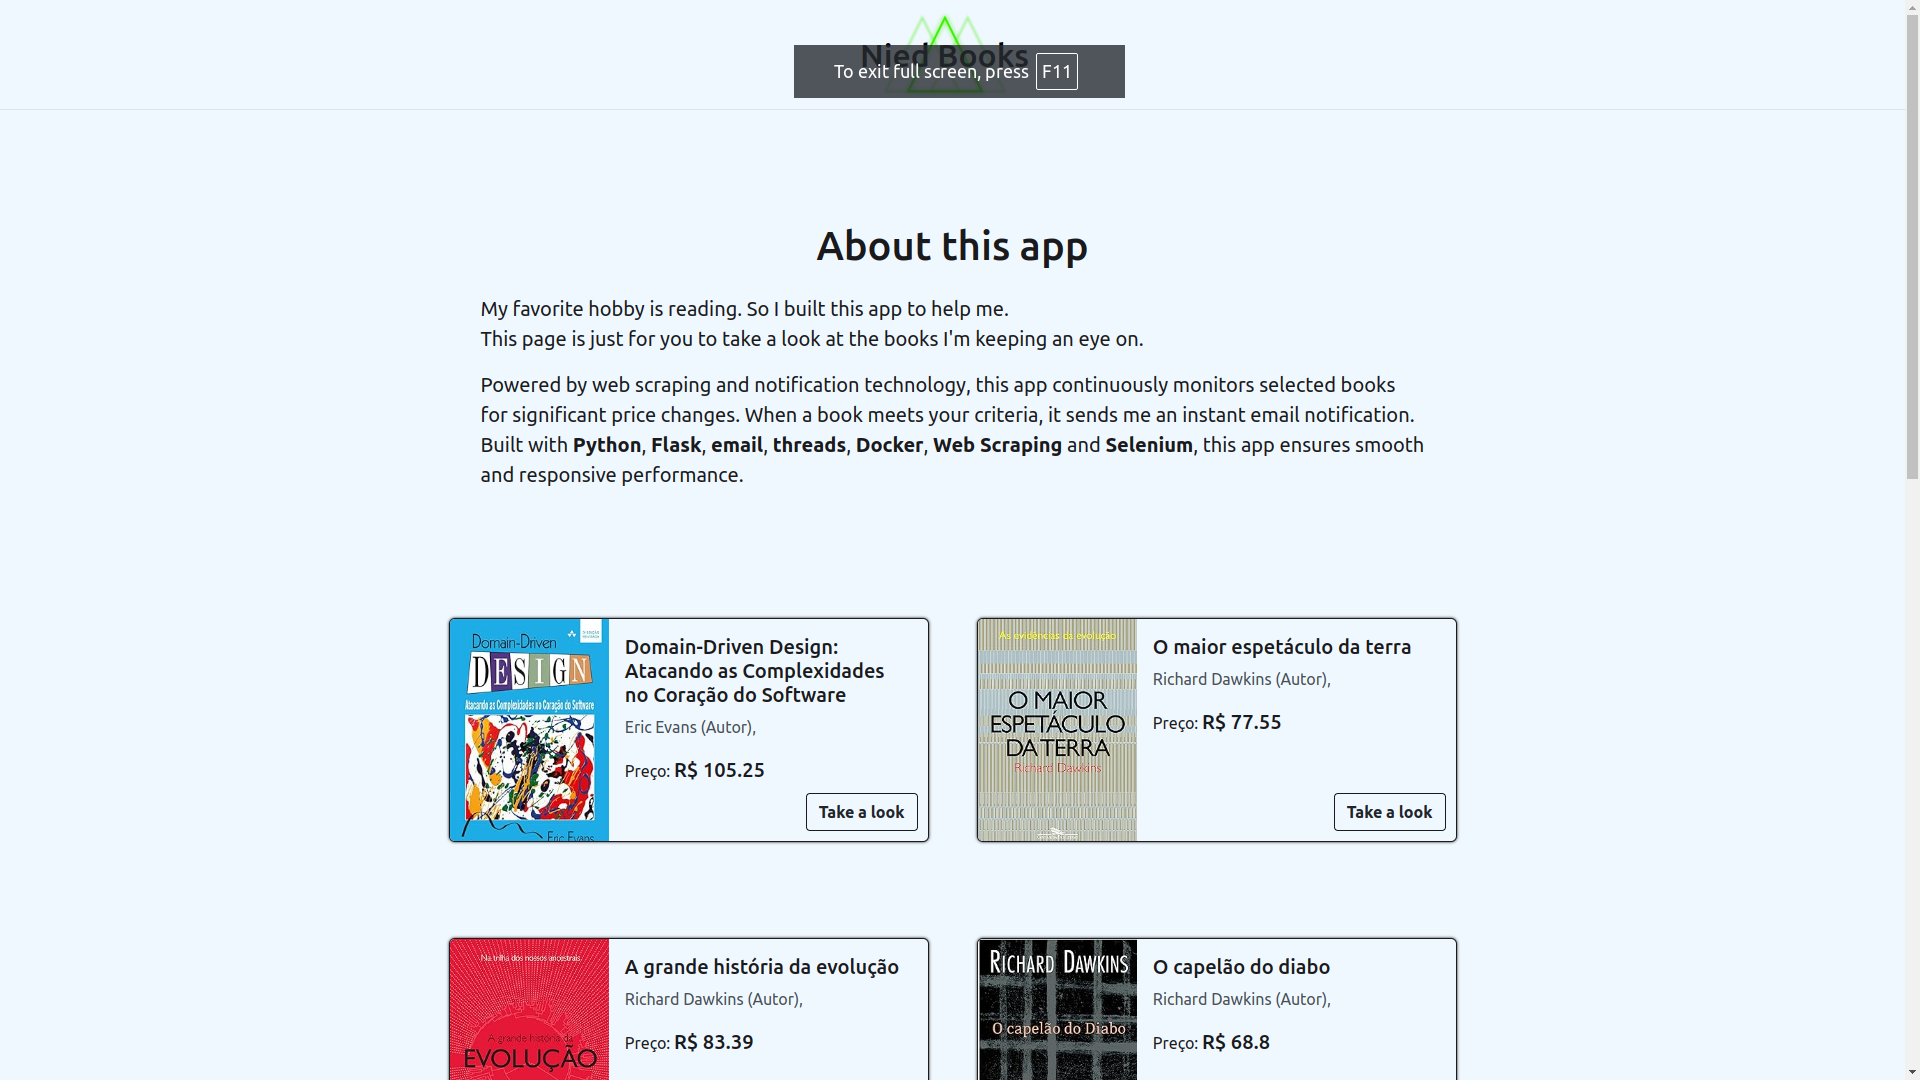 Nied Books
To exit full screen, press F11
About this app
My favorite hobby is reading. So I built this app to help me.
This page is just for you to take a look at the books I'm keeping an eye on.
Powered by web scraping and notification technology, this app continuously monitors selected books
for significant price changes. When a book meets your criteria, it sends me an instant email notification.
Built with Python, Flask, email, threads, Docker, Web Scraping and Selenium, this app ensures smooth
and responsive performance.
Domain-Driven
DESIGN
Atacando as Complexidades no Coração do Software
Eric Evans
Domain-Driven Design:
Atacando as Complexidades
no Coração do Software
Eric Evans (Autor),
Preço: R$ 105.25
Take a look
As evidências da evolução
O MAIOR
ESPETÁCULO
DA TERRA
Richard Dawkins
O maior espetáculo da terra
Richard Dawkins (Autor),
Preço: R$ 77.55
Take a look
Na trilha dos nossos ancestrais
A grande história da
EVOLUÇÃO
A grande história da evolução
Richard Dawkins (Autor),
Preço: R$ 83.39
RICHARD DAWKINS
O capelão do Diabo
O capelão do diabo
Richard Dawkins (Autor),
Preço: R$ 68.8